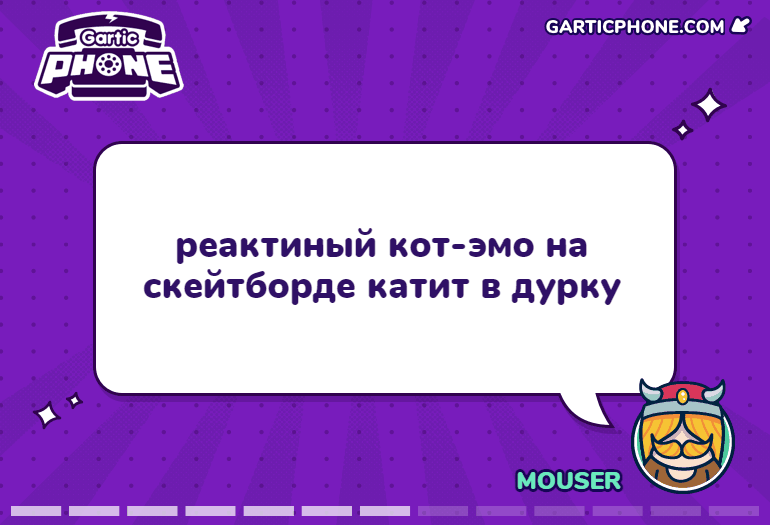 Gartic
PHONE
GARTICPHONE.COM
реактиный кот-эмо на
скейтборде катит в дурку
MOUSER